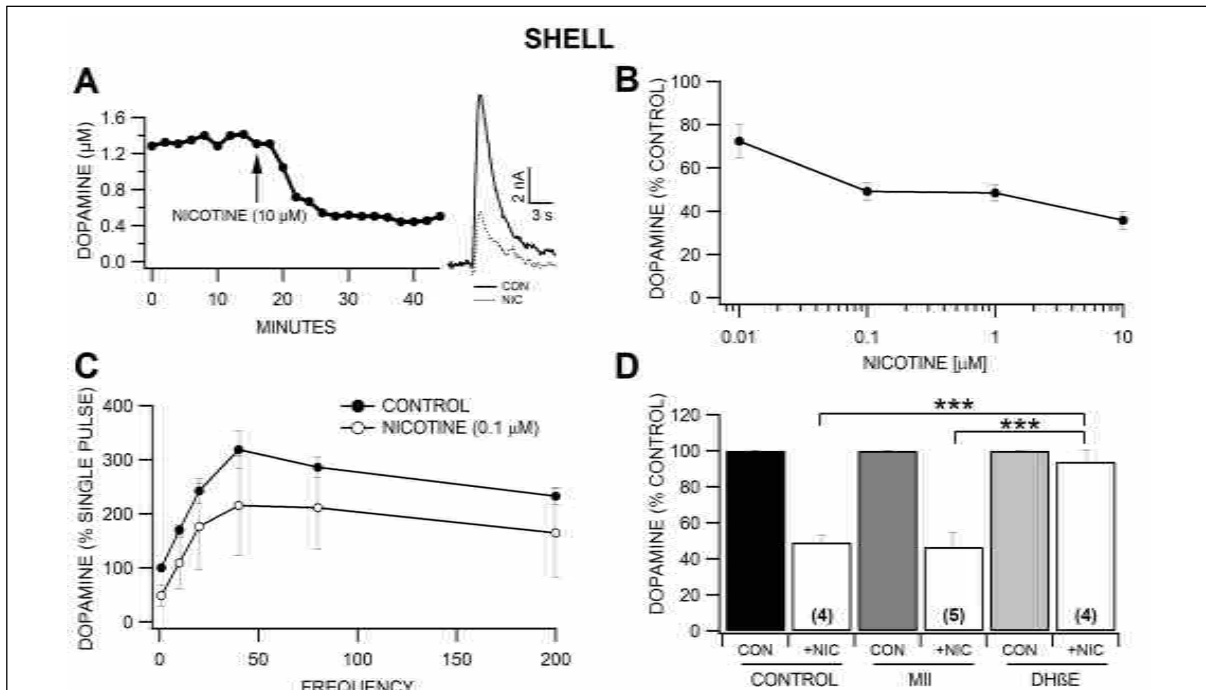 SHELL
A
DOPAMINE (µM)
1.6
1.2
0.8
0.4
0.0
NICOTINE (10 µM)
0 10 20 30 40
MINUTES
2 nA
3 s
CON
NIC
B
DOPAMINE (% CONTROL)
100
80
60
40
20
0
0.01 0.1 1 10
NICOTINE [µM]
C
DOPAMINE (% SINGLE PULSE)
400
300
200
100
0
CONTROL
NICOTINE (0.1 µM)
0 50 100 150 200
FREQUENCY
D
DOPAMINE (% CONTROL)
120
100
80
60
40
20
0
***
***
(4) (5) (4)
CON +NIC CON +NIC CON +NIC
CONTROL MII DHßE